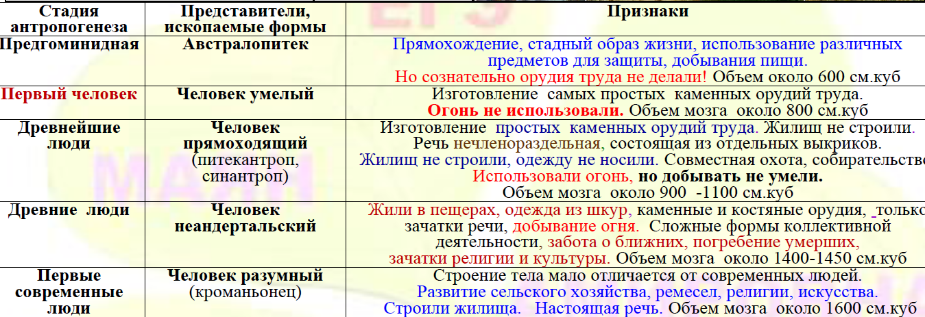 Стадия антропогенеза
Представители, ископаемые формы
Признаки
Предгоминидная
Австралопитек
Прямохождение, стадный образ жизни, использование различных
предметов для защиты, добывания пищи.
Но сознательно орудия труда не делали! Объем около 600 см.куб
Первый человек
Человек умелый
Изготовление самых простых каменных орудий труда.
Огонь не использовали. Объем мозга около 800 см.куб
Древнейшие
люди
Человек
прямоходящий
(питекантроп,
синантроп)
Изготовление простых каменных орудий труда. Жилищ не строили.
Речь нечленораздельная, состоящая из отдельных выкриков.
Жилищ не строили, одежду не носили. Совместная охота, собирательство
Использовали огонь, но добывать не умели.
Объем мозга около 900 -1100 см.куб
Древние люди
Человек
неандертальский
Жили в пещерах, одежда из шкур, каменные и костяные орудия, только
зачатки речи, добывание огня. Сложные формы коллективной
деятельности, забота о ближних, погребение умерших,
зачатки религии и культуры. Объем мозга около 1400-1450 см.куб
Первые
современные
люди
Человек разумный
(кроманьонец)
Строение тела мало отличается от современных людей.
Развитие сельского хозяйства, ремесел, религии, искусства.
Строили жилища. Настоящая речь. Объем мозга около 1600 см.куб
ЕГЭ